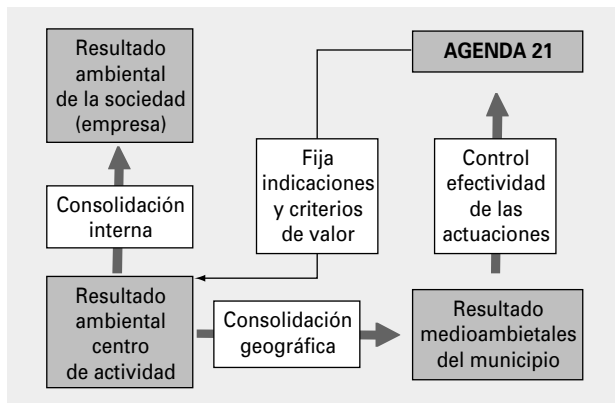 Resultado
ambiental
de la sociedad
(empresa)
AGENDA 21
Consolidación
interna
Fija
indicaciones
y criterios
de valor
Control
efectividad
de las
actuaciones
Resultado
ambiental
centro
de actividad
Consolidación
geográfica
Resultado
medioambietales
del municipio